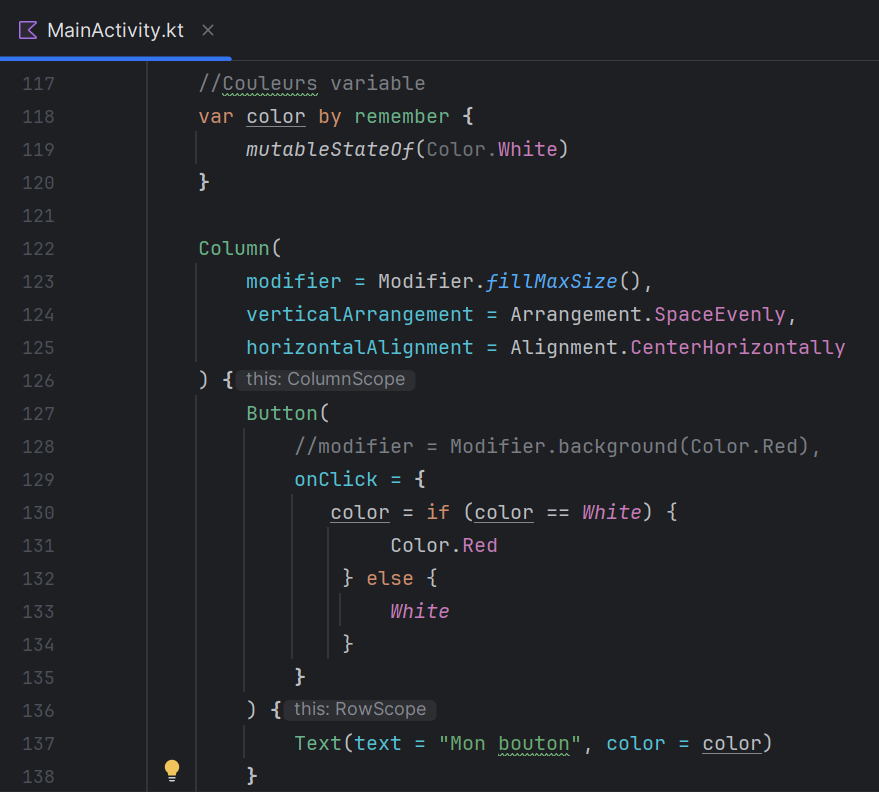 MainActivity.kt
117 //Couleurs variable
118 var color by remember {
119 mutableStateOf(Color.White)
120 }
121
122 Column(
123 modifier = Modifier.fillMaxSize(),
124 verticalArrangement = Arrangement.SpaceEvenly,
125 horizontalAlignment = Alignment.CenterHorizontally
126 ) { this: ColumnScope
127 Button(
128 //modifier = Modifier.background(Color.Red),
129 onClick = {
130 color = if (color == White) {
131 Color.Red
132 } else {
133 White
134 }
135 }
136 ) { this: RowScope
137 Text(text = "Mon bouton", color = color)
138 }